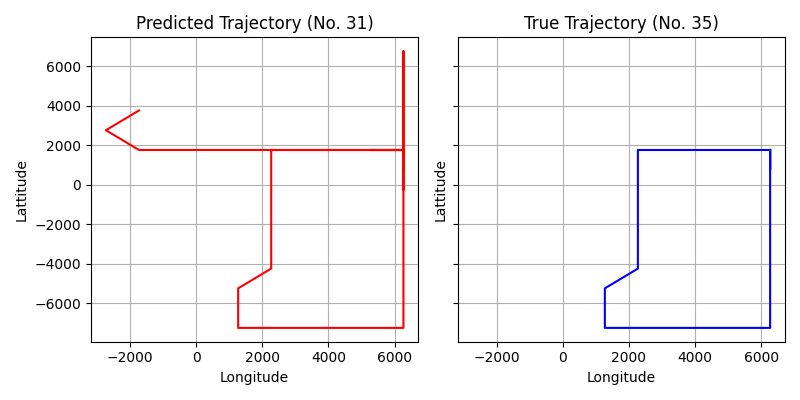 Predicted Trajectory (No. 31)
True Trajectory (No. 35)
6000
4000
2000
0
−2000
−4000
−6000
Lattitude
Lattitude
−2000 0 2000 4000 6000
−2000 0 2000 4000 6000
Longitude
Longitude